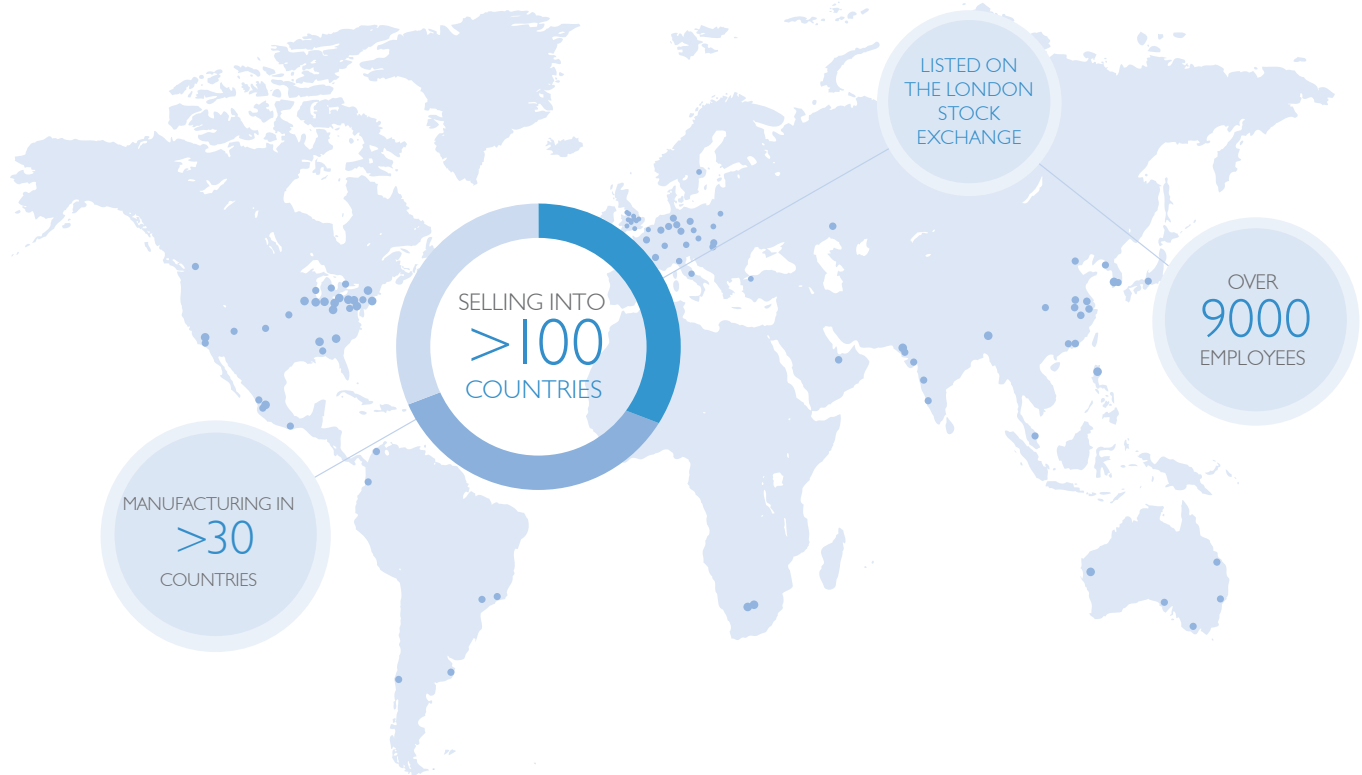 LISTED ON
THE LONDON
STOCK
EXCHANGE
SELLING INTO
>100
COUNTRIES
OVER
9000
EMPLOYEES
MANUFACTURING IN
>30
COUNTRIES